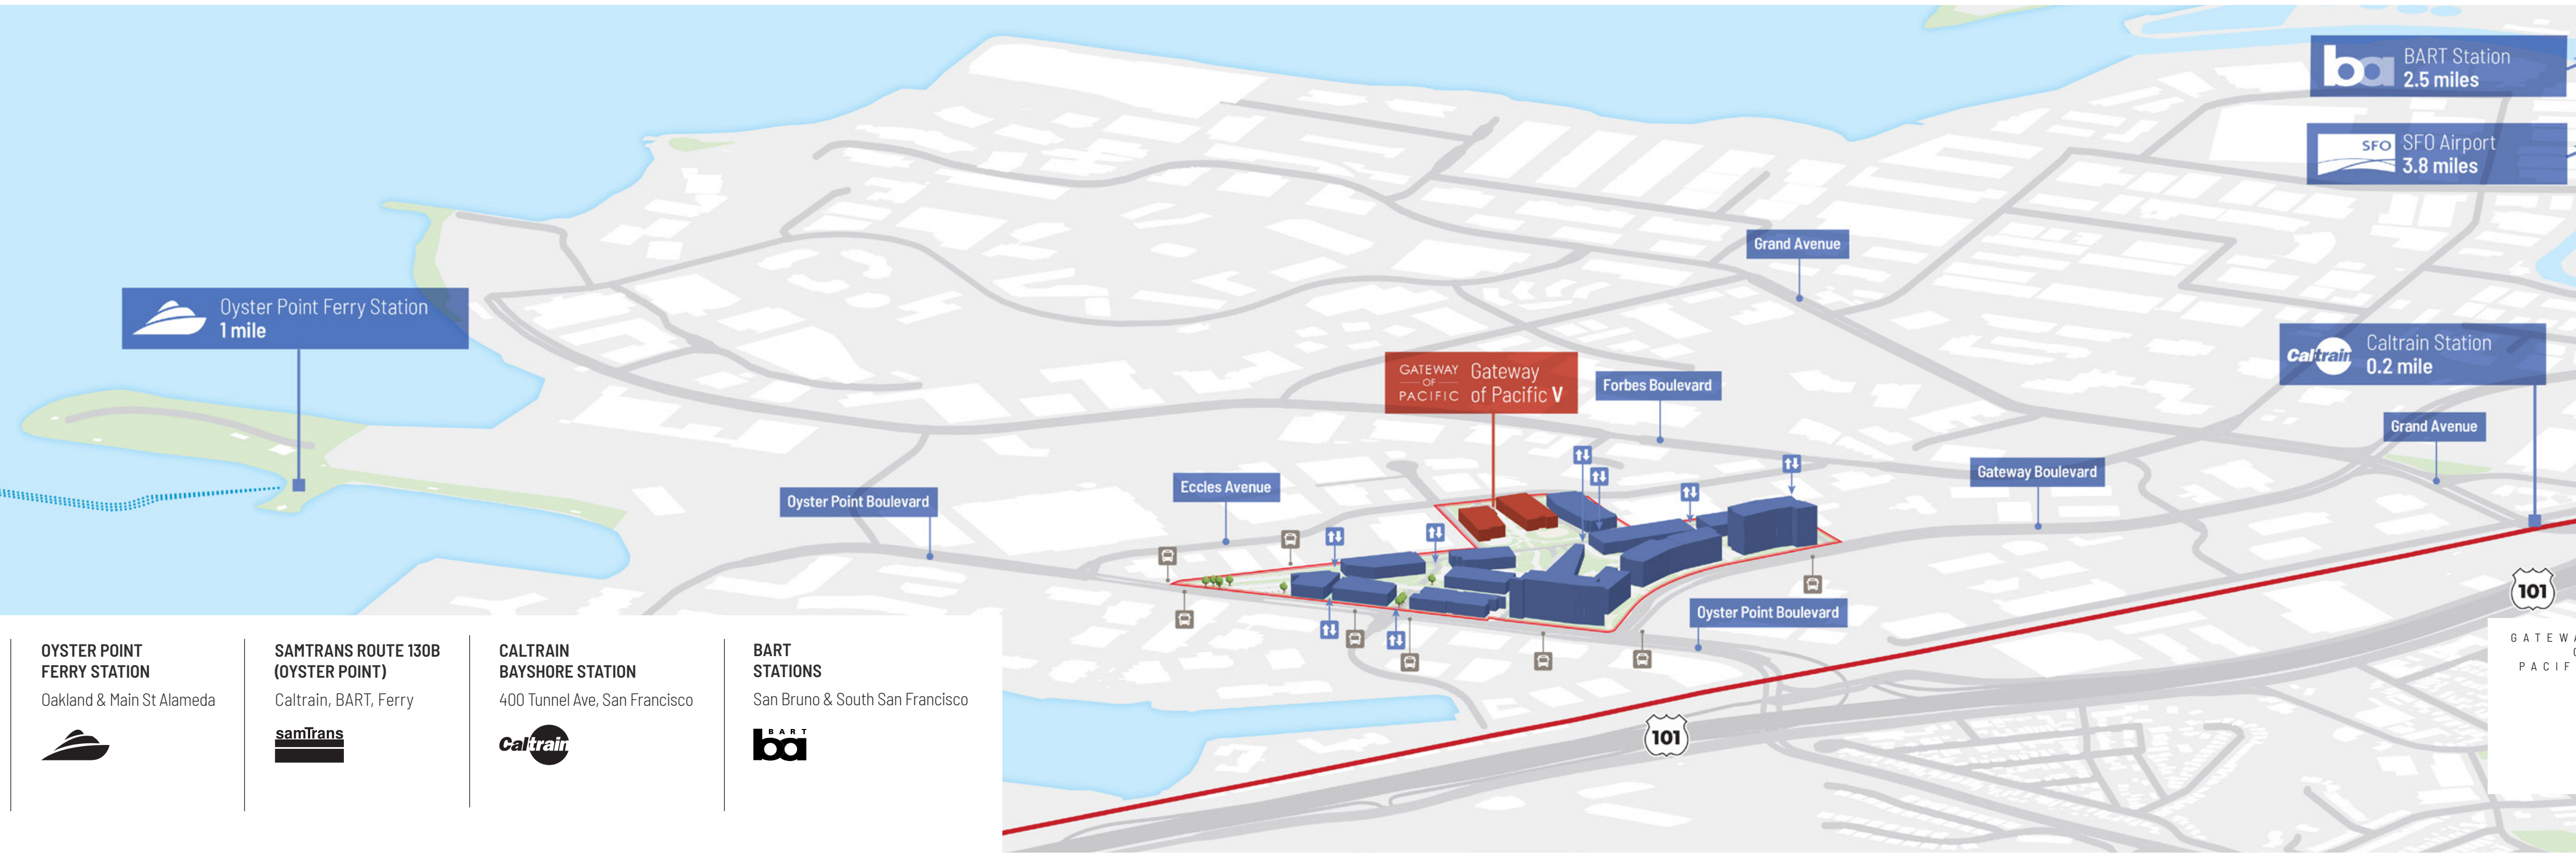 BART Station
2.5 miles
SFO
SFO Airport
3.8 miles
Grand Avenue
Oyster Point Ferry Station
1 mile
Caltrain
Caltrain Station
0.2 mile
GATEWAY
OF
PACIFIC
Gateway
of Pacific V
Forbes Boulevard
Grand Avenue
Gateway Boulevard
Eccles Avenue
Oyster Point Boulevard
Oyster Point Boulevard
101
101
OYSTER POINT
FERRY STATION
Oakland & Main St Alameda
SAMTRANS ROUTE 130B
(OYSTER POINT)
Caltrain, BART, Ferry
samTrans
CALTRAIN
BAYSHORE STATION
400 Tunnel Ave, San Francisco
Caltrain
BART
STATIONS
San Bruno & South San Francisco
BART
ba
GATEWA
PACIF